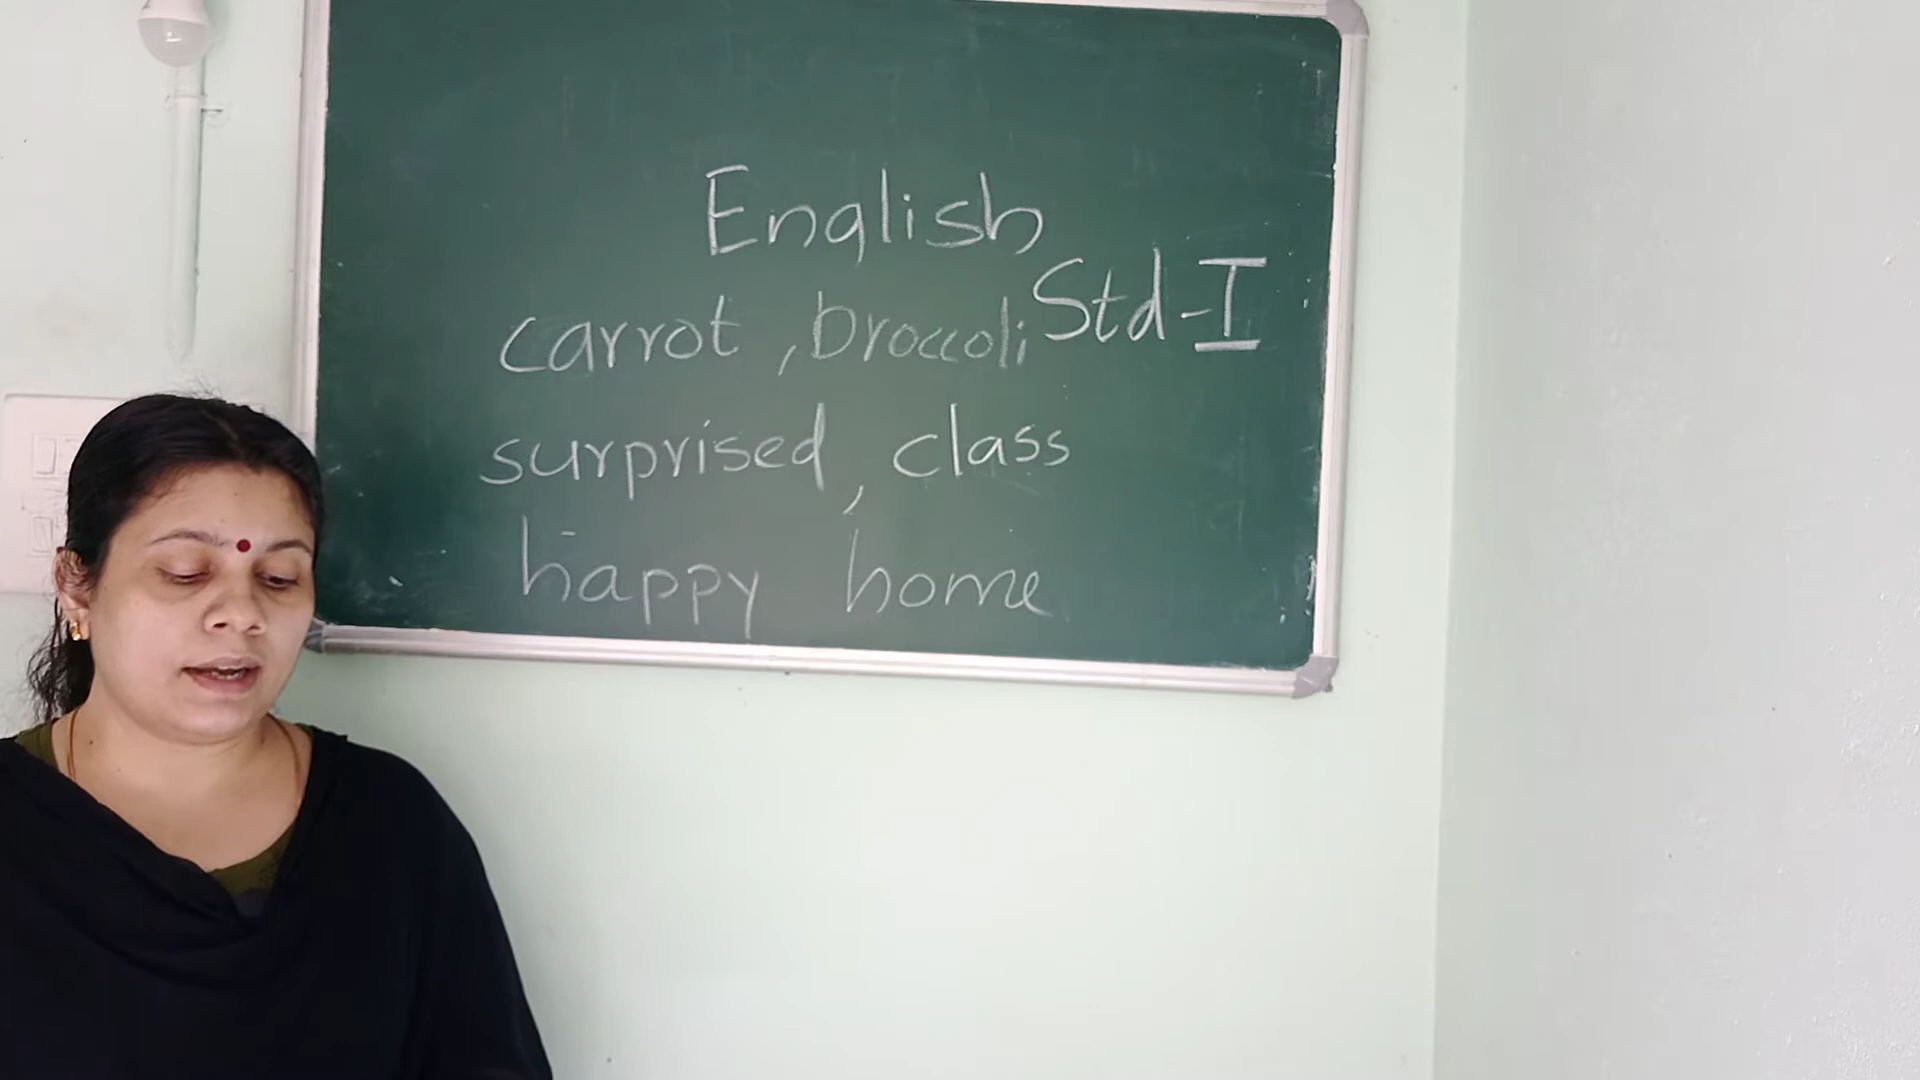 English
Std-I
carrot, broccoli
surprised, class
happy home